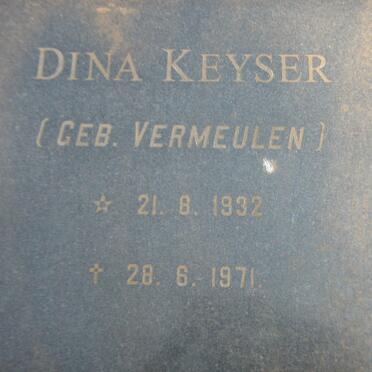 DINA KEYSER
(GEB. VERMEULEN)
☆ 21. 8. 1932
✝ 28. 6. 1971.